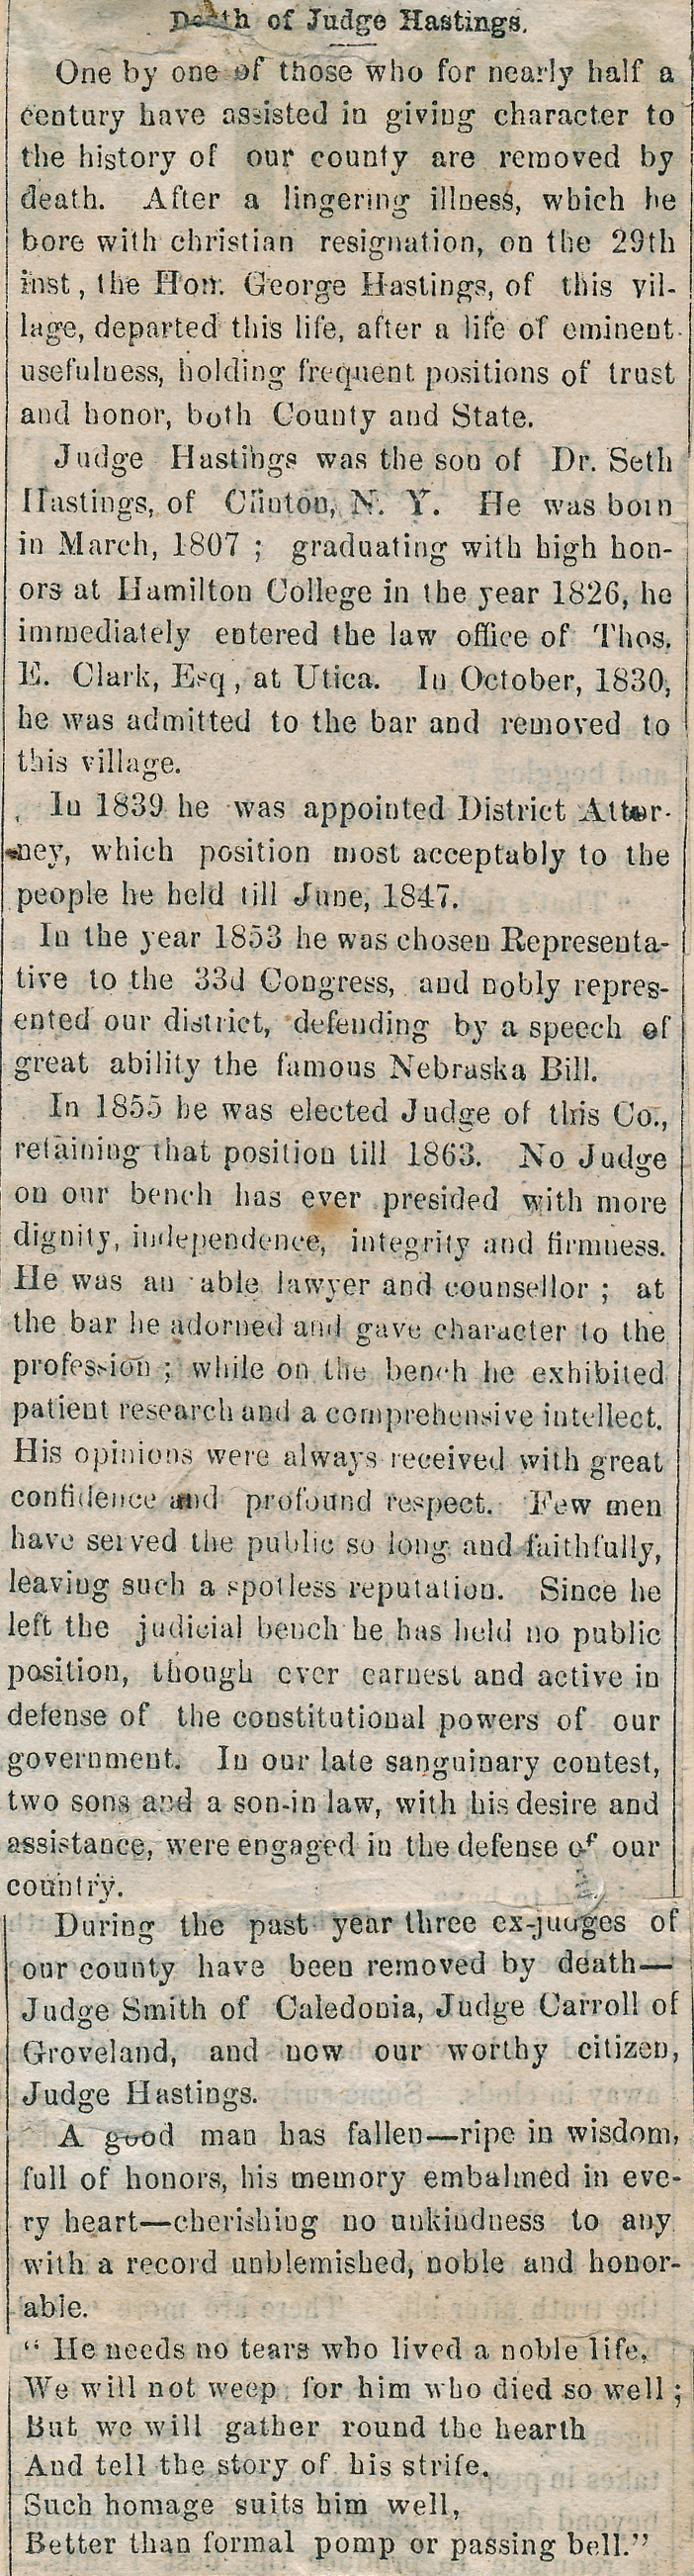 Death of Judge Hastings.
One by one of those who for nearly half a
century have assisted in giving character to
the history of our county are removed by
death. After a lingering illness, which he
bore with christian resignation, on the 29th
inst, the Hon. George Hastings, of this vil-
lage, departed this life, after a life of eminent
usefulness, holding frequent positions of trust
and honor, both County and State.
Judge Hastings was the son of Dr. Seth
Hastings, of Clinton, N. Y. He was born
in March, 1807 ; graduating with high hon-
ors at Hamilton College in the year 1826, he
immediately entered the law office of Thos.
E. Clark, Esq, at Utica. In October, 1830,
he was admitted to the bar and removed to
this village.
In 1839 he was appointed District Attor-
ney, which position most acceptably to the
people he held till June, 1847.
In the year 1853 he was chosen Representa-
tive to the 33d Congress, and nobly repres-
ented our district, defending by a speech of
great ability the famous Nebraska Bill.
In 1855 he was elected Judge of this Co.,
retaining that position till 1863. No Judge
on our bench has ever presided with more
dignity, independence, integrity and firmness.
He was an able lawyer and counsellor ; at
the bar he adorned and gave character to the
profession ; while on the bench he exhibited
patient research and a comprehensive intellect.
His opinions were always received with great
confidence and profound respect. Few men
have served the public so long and faithfully,
leaving such a spotless reputation. Since he
left the judicial bench he has held no public
position, though ever earnest and active in
defense of the constitutional powers of our
government. In our late sanguinary contest,
two sons and a son-in law, with his desire and
assistance, were engaged in the defense of our
country.
During the past year three ex-judges of
our county have been removed by death—
Judge Smith of Caledonia, Judge Carroll of
Groveland, and now our worthy citizen,
Judge Hastings.
A good man has fallen—ripe in wisdom,
full of honors, his memory embalmed in eve-
ry heart—cherishing no unkindness to any
with a record unblemished, noble and honor-
able.
“ He needs no tears who lived a noble life,
We will not weep for him who died so well ;
But we will gather round the hearth
And tell the story of his strife.
Such homage suits him well,
Better than formal pomp or passing bell.”